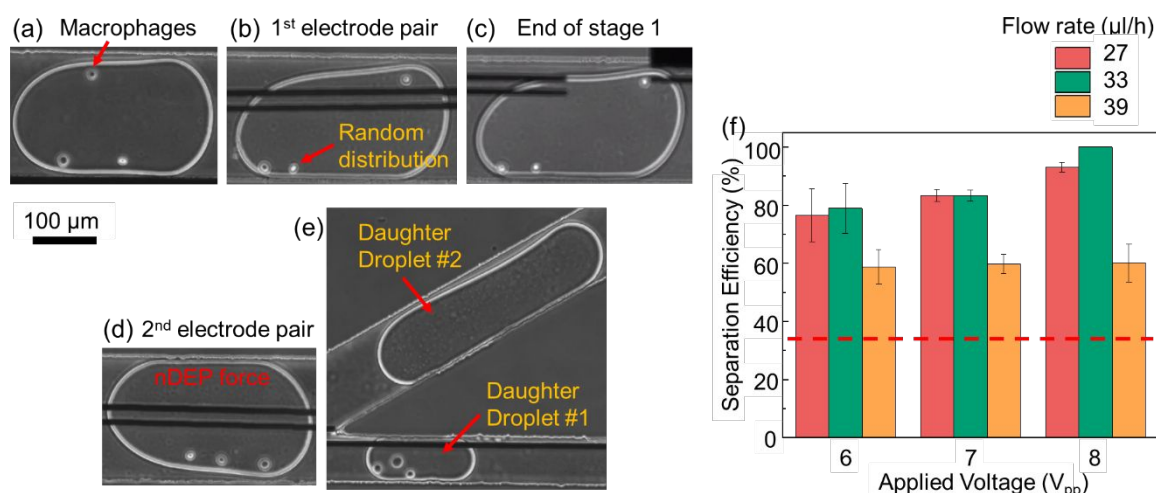 (a) Macrophages
(b) 1st electrode pair
Random
distribution
(c) End of stage 1
100 μm
(d) 2nd electrode pair
nDEP force
(e)
Daughter
Droplet #2
Daughter
Droplet #1
Flow rate (μl/h)
27
33
39
(f)
Separation Efficiency (%)
100
80
60
40
20
0
6
7
8
Applied Voltage (Vpp)